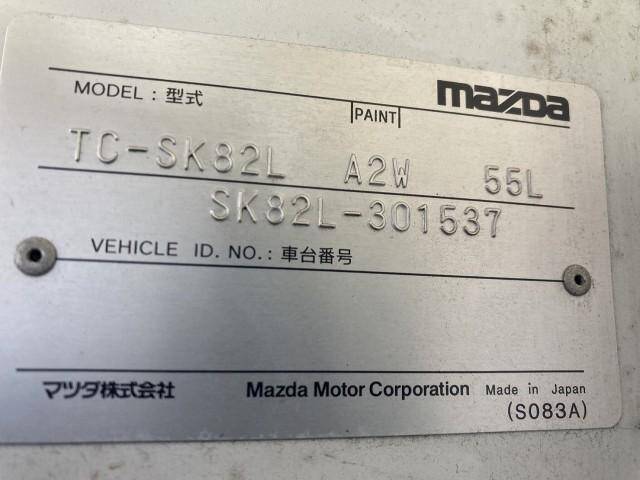 mazda
MODEL : 型式
PAINT
TC-SK82L A2W 55L
SK82L-301537
VEHICLE ID. NO. : 車台番号
マツダ株式会社 Mazda Motor Corporation Made in Japan
(S083A)